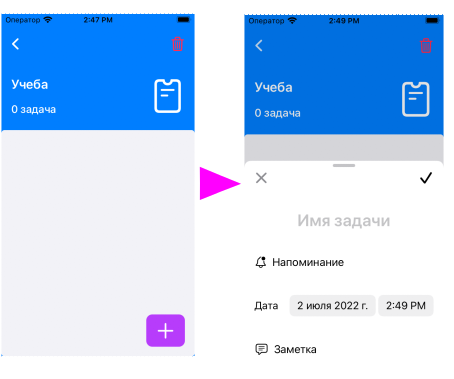 Оператор 2:47 PM
Учеба
0 задача
Оператор 2:49 PM
Учеба
0 задача
Имя задачи
Напоминание
Дата 2 июля 2022 г. 2:49 PM
Заметка